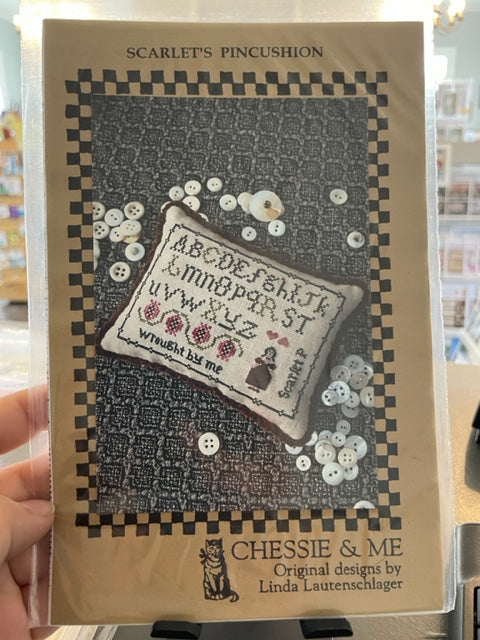 SCARLET'S PINCUSHION
ABCDEfghIJk
LmnOpqRST
uVWXYZ
wrought by me
Scarlet P
CHESSIE & ME
Original designs by
Linda Lautenschlager